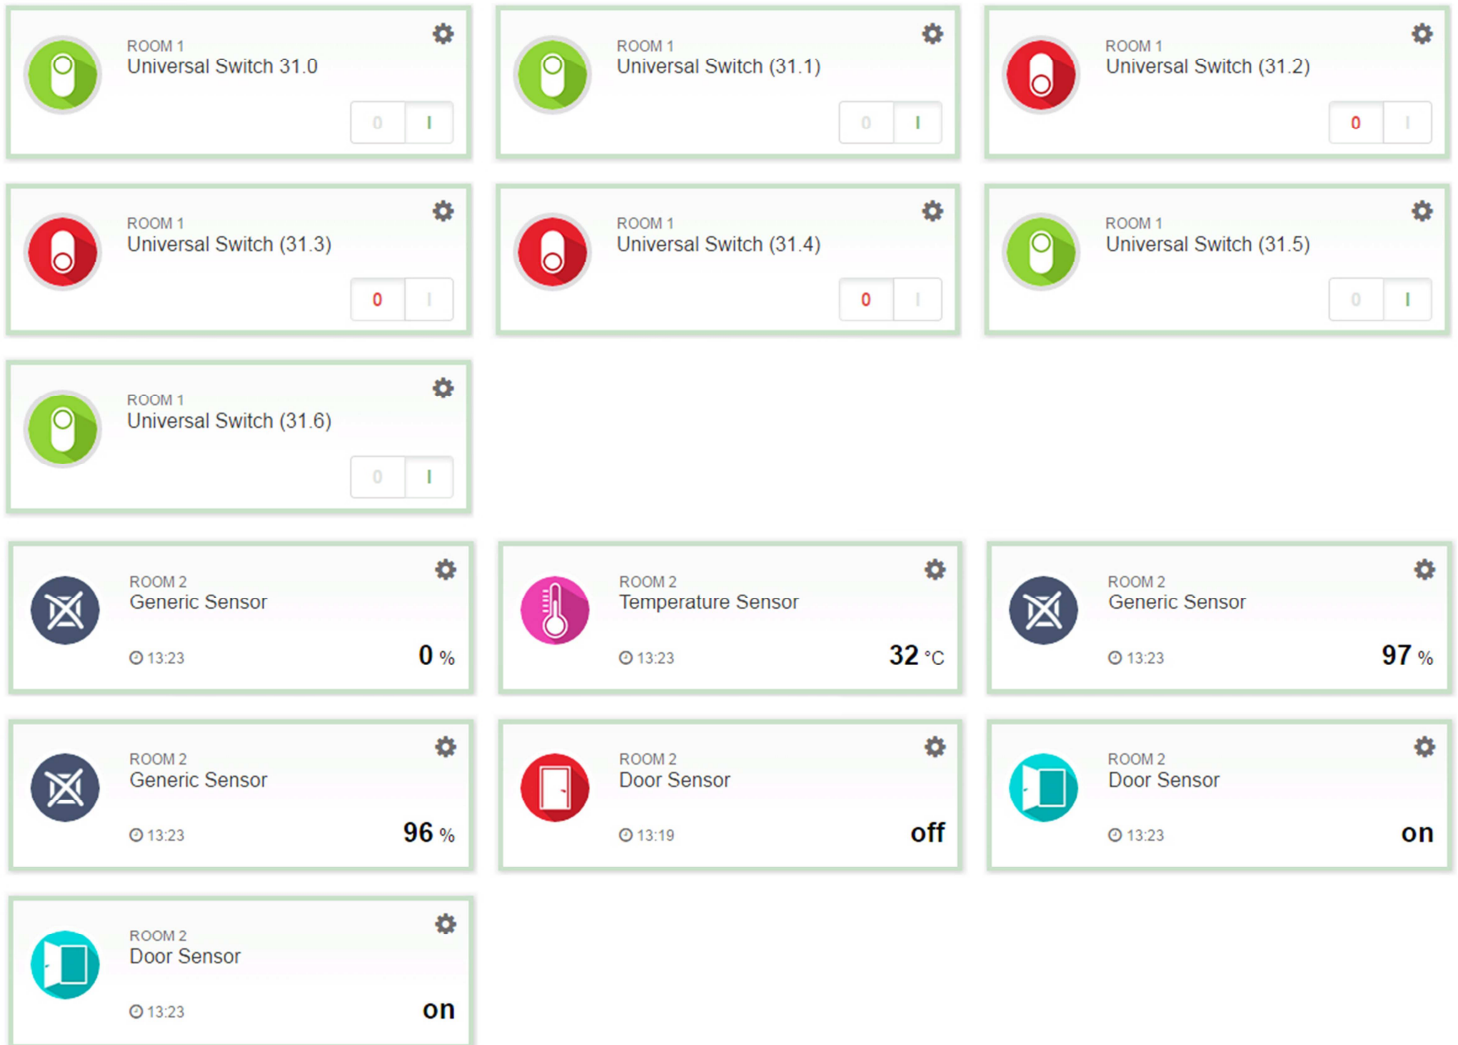 ROOM 1
Universal Switch 31.0
0 I
ROOM 1
Universal Switch (31.1)
0 I
ROOM 1
Universal Switch (31.2)
0 I
ROOM 1
Universal Switch (31.3)
0 I
ROOM 1
Universal Switch (31.4)
0 I
ROOM 1
Universal Switch (31.5)
0 I
ROOM 1
Universal Switch (31.6)
0 I
ROOM 2
Generic Sensor
13:23 0 %
ROOM 2
Temperature Sensor
13:23 32 °C
ROOM 2
Generic Sensor
13:23 97 %
ROOM 2
Generic Sensor
13:23 96 %
ROOM 2
Door Sensor
13:19 off
ROOM 2
Door Sensor
13:23 on
ROOM 2
Door Sensor
13:23 on